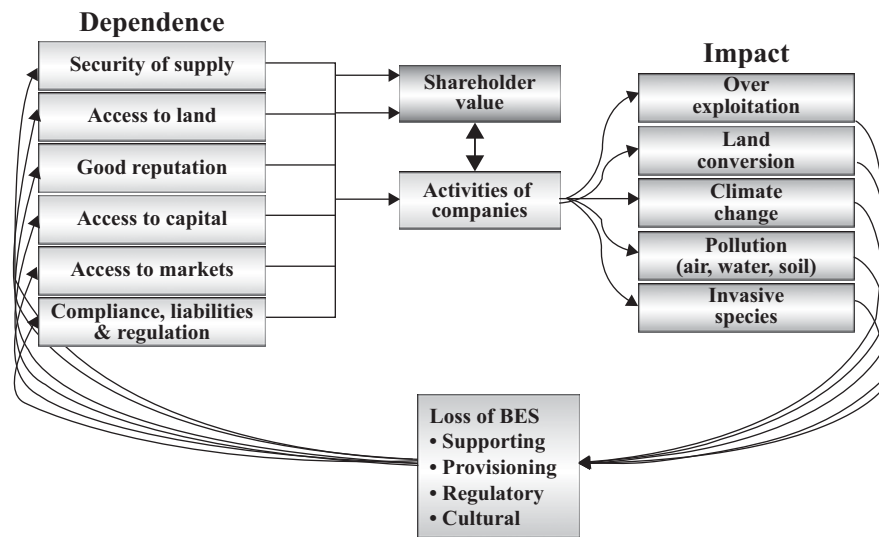 Dependence
Security of supply
Access to land
Good reputation
Access to capital
Access to markets
Compliance, liabilities
& regulation
Shareholder
value
Activities of
companies
Impact
Over
exploitation
Land
conversion
Climate
change
Pollution
(air, water, soil)
Invasive
species
Loss of BES
• Supporting
• Provisioning
• Regulatory
• Cultural